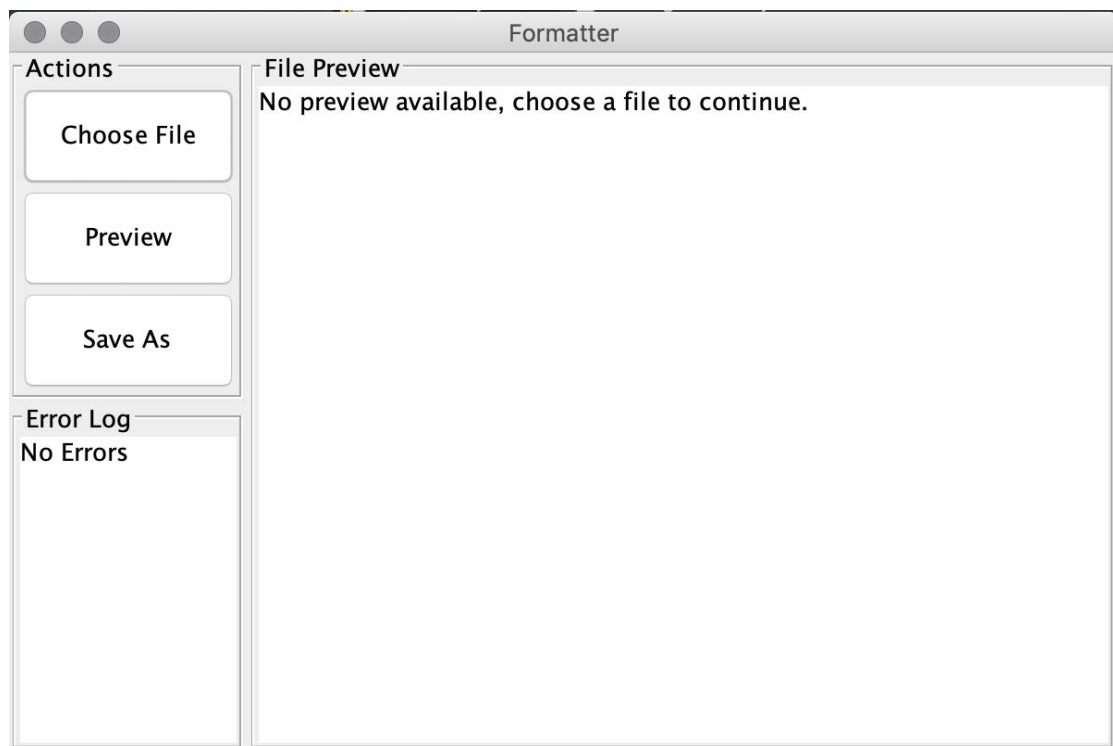 Formatter
Actions
Choose File
Preview
Save As
Error Log
No Errors
File Preview
No preview available, choose a file to continue.